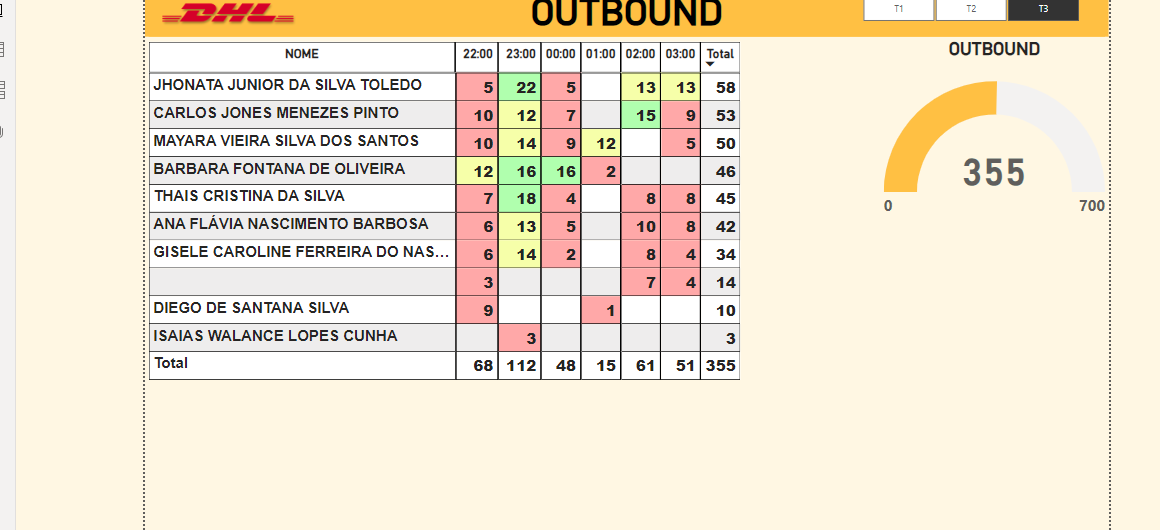 DHL OUTBOUND T1 T2 T3
NOME 22:00 23:00 00:00 01:00 02:00 03:00 Total
JHONATA JUNIOR DA SILVA TOLEDO 5 22 5 13 13 58
CARLOS JONES MENEZES PINTO 10 12 7 15 9 53
MAYARA VIEIRA SILVA DOS SANTOS 10 14 9 12 5 50
BARBARA FONTANA DE OLIVEIRA 12 16 16 2 46
THAIS CRISTINA DA SILVA 7 18 4 8 8 45
ANA FLÁVIA NASCIMENTO BARBOSA 6 13 5 10 8 42
GISELE CAROLINE FERREIRA DO NAS... 6 14 2 8 4 34
3 7 4 14
DIEGO DE SANTANA SILVA 9 1 10
ISAIAS WALANCE LOPES CUNHA 3 3
Total 68 112 48 15 61 51 355
OUTBOUND
355
0 700